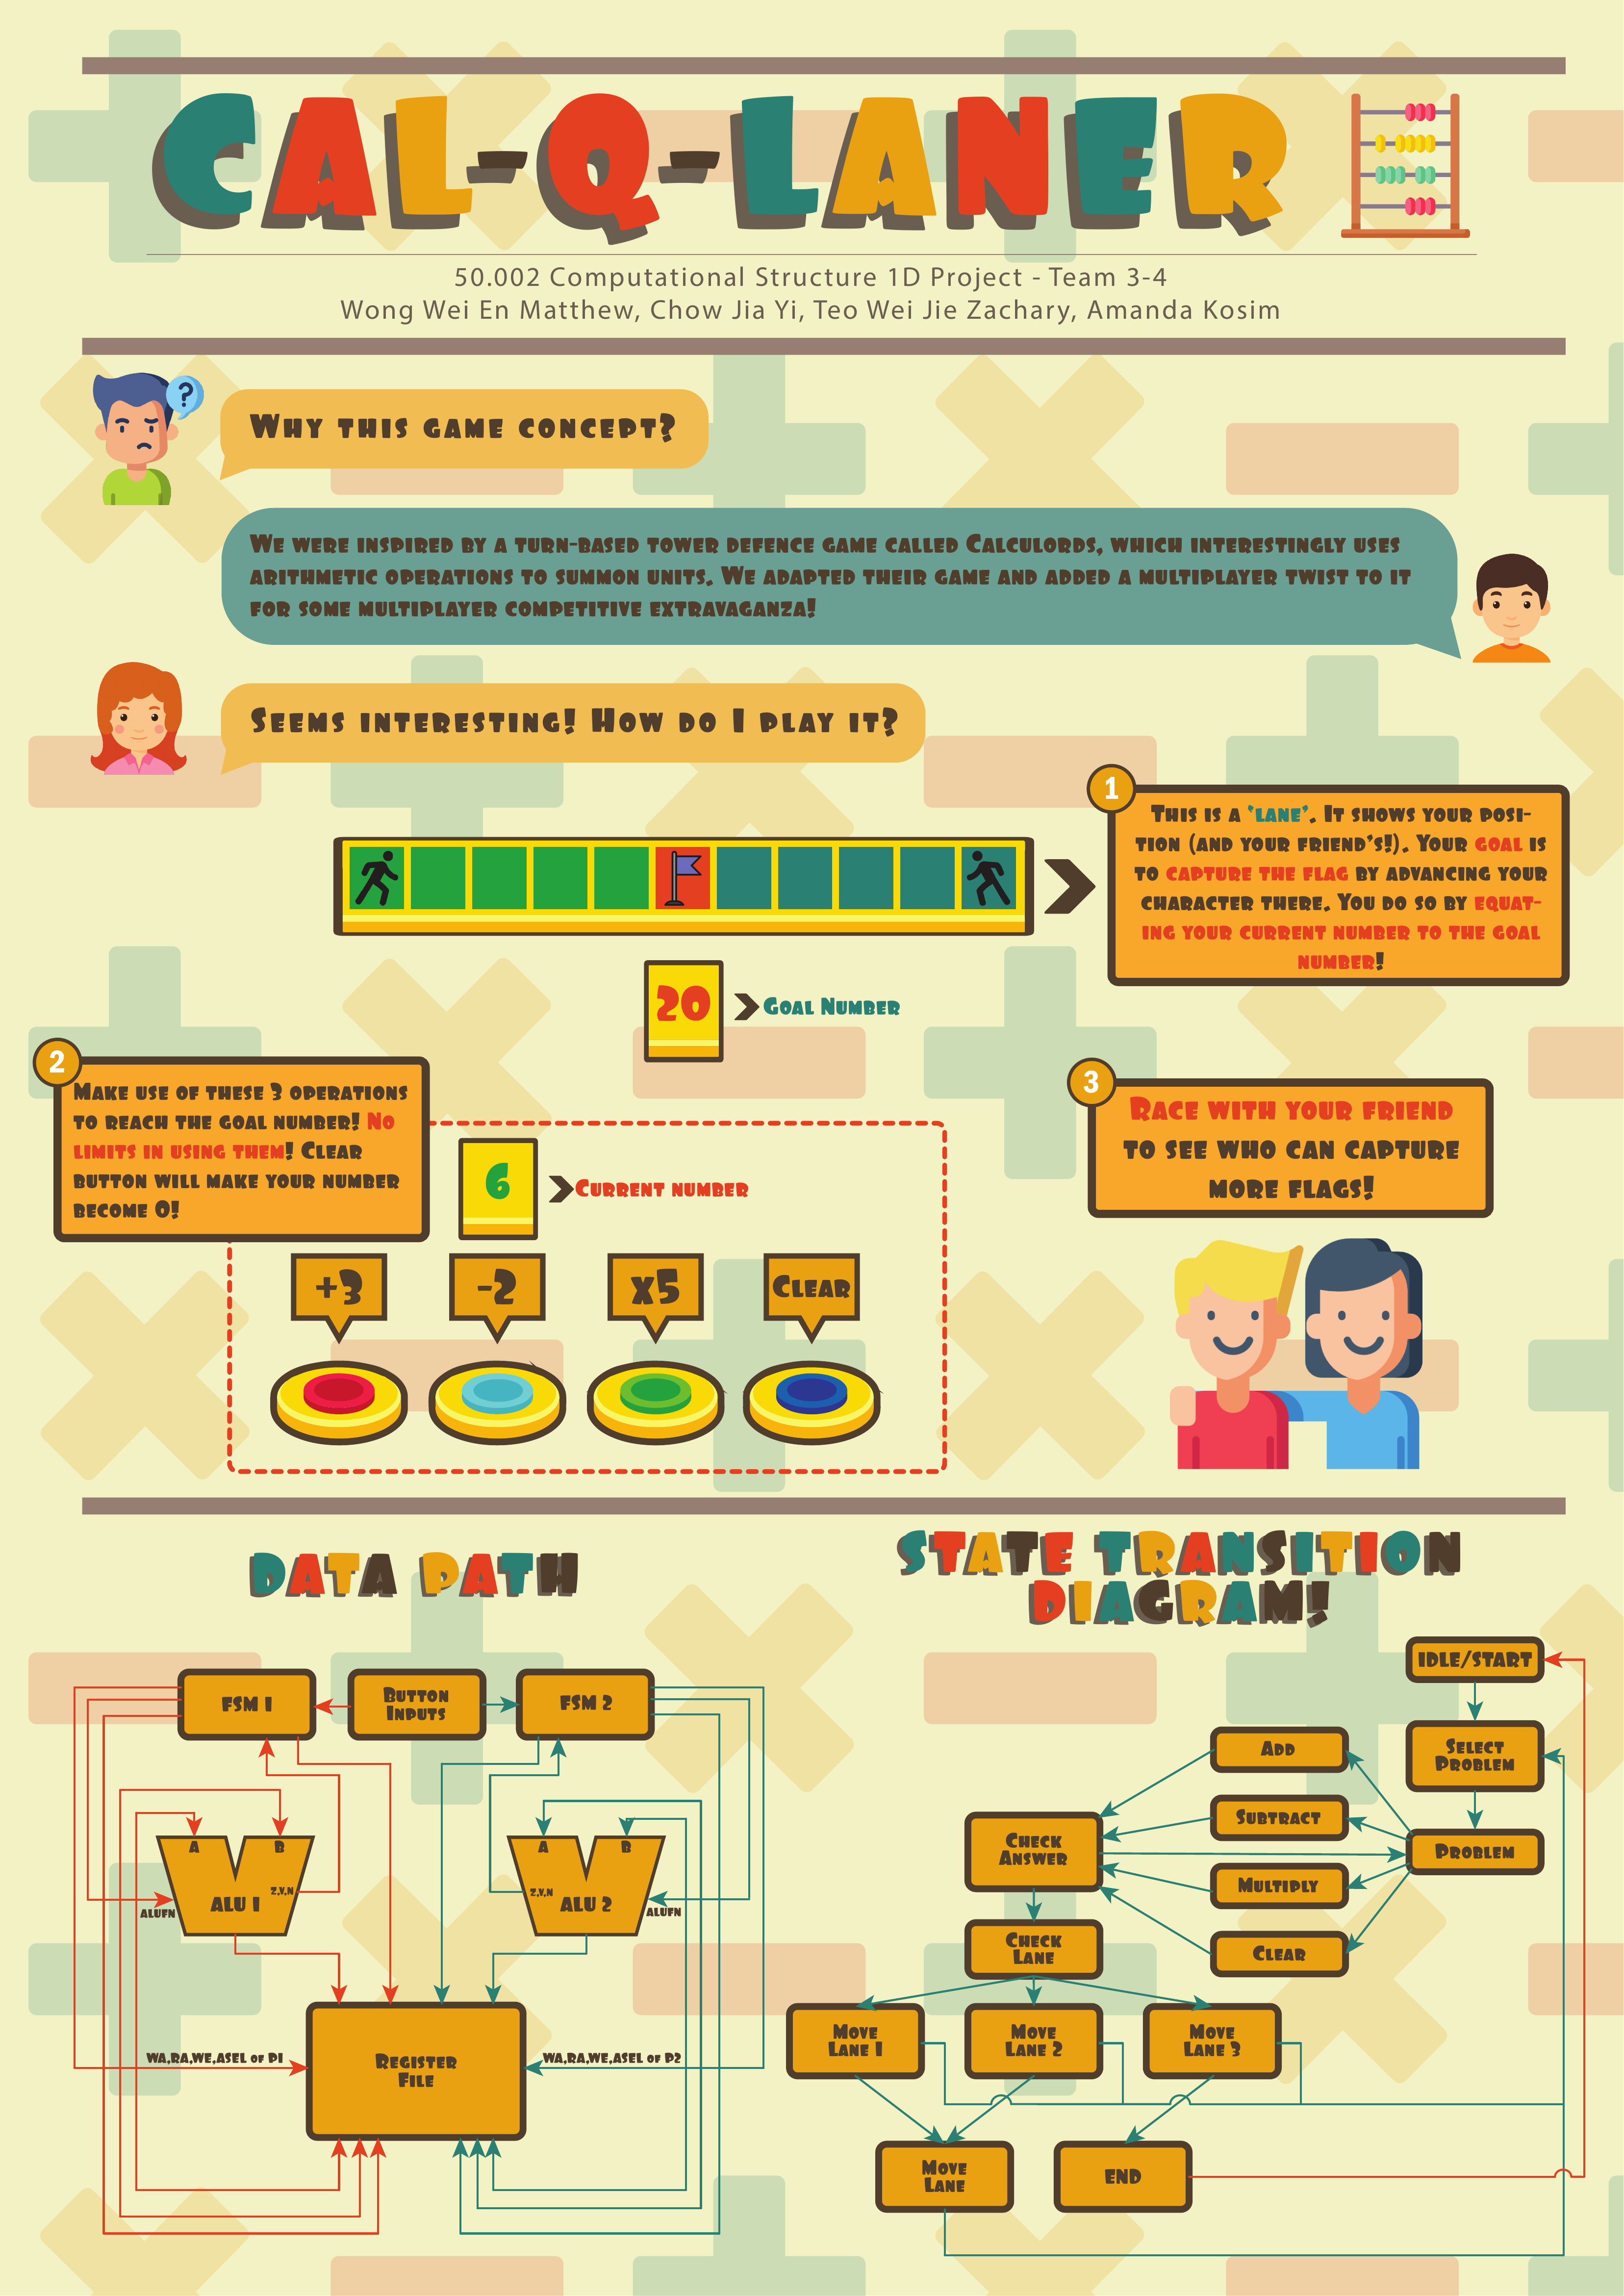 CAL-Q-LANER
50.002 Computational Structure 1D Project - Team 3-4
Wong Wei En Matthew, Chow Jia Yi, Teo Wei Jie Zachary, Amanda Kosim
?
Why this game concept?
We were inspired by a turn-based tower defence game called Calculords, which interestingly uses
arithmetic operations to summon units. We adapted their game and added a multiplayer twist to it
for some multiplayer competitive extravaganza!
Seems interesting! How do I play it?
1
This is a 'lane'. It shows your posi-
tion (and your friend's!). Your goal is
to capture the flag by advancing your
character there. You do so by equat-
ing your current number to the goal
number!
20
Goal Number
2
Make use of these 3 operations
to reach the goal number! No
limits in using them! Clear
button will make your number
become 0!
6
Current number
+3
-2
x5
Clear
3
Race with your friend
to see who can capture
more flags!
DATA PATH
FSM 1
Button
Inputs
FSM 2
A
B
Z,V,N
ALU 1
ALUFN
A
B
Z,V,N
ALU 2
ALUFN
WA,RA,WE,ASEL of P1
Register
File
WA,RA,WE,ASEL of P2
STATE TRANSITION
DIAGRAM!
IDLE/START
Select
Problem
Problem
Add
Subtract
Multiply
Clear
Check
Answer
Check
Lane
Move
Lane 1
Move
Lane 2
Move
Lane 3
Move
Lane
END